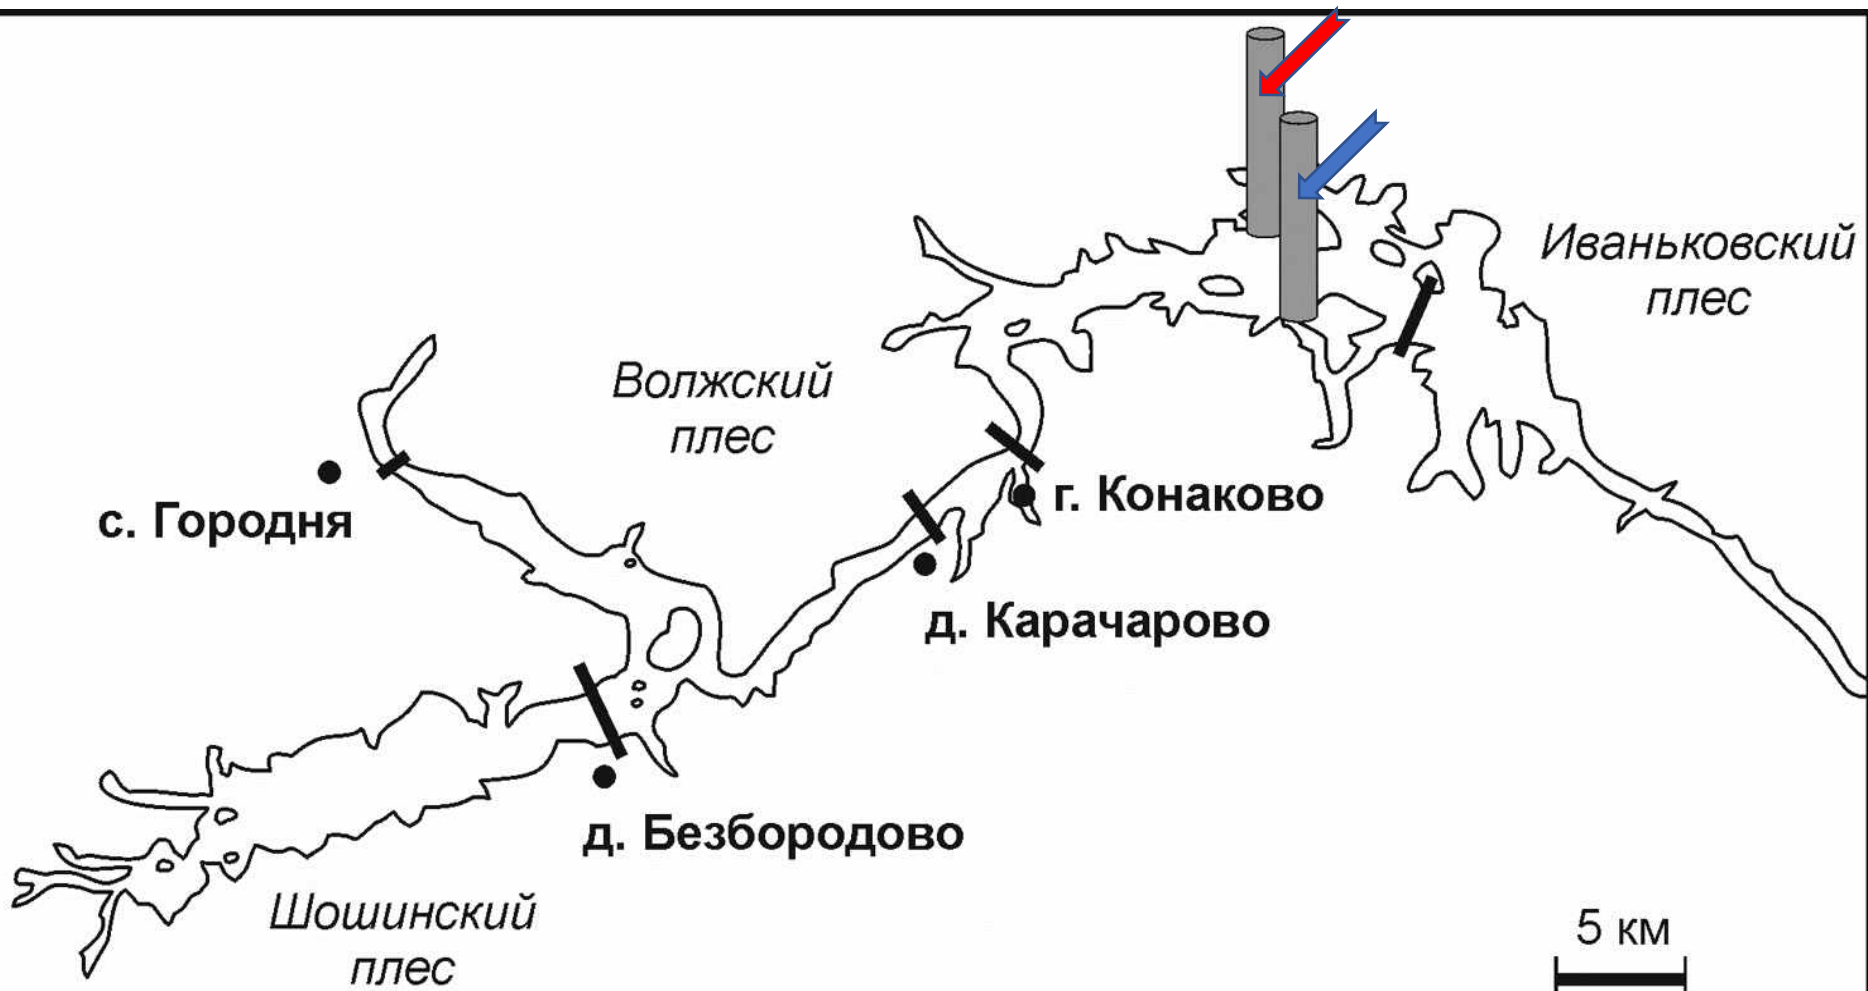 Иваньковский
плес
Волжский
плес
с. Городня
г. Конаково
д. Карачарово
д. Безбородово
Шошинский
плес
5 км